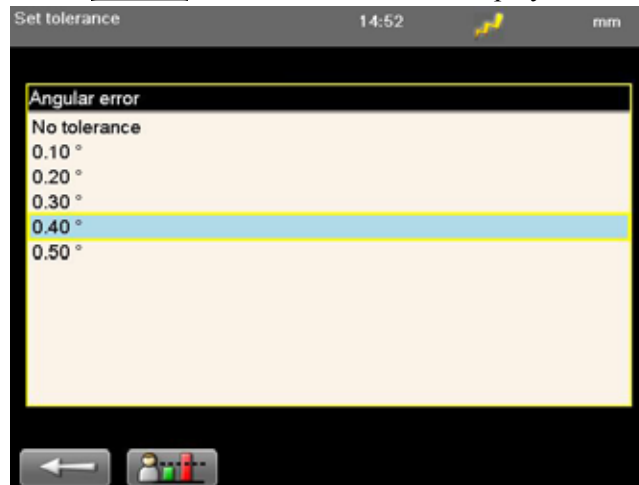 Set tolerance 14:52 mm
Angular error
No tolerance
0.10 °
0.20 °
0.30 °
0.40 °
0.50 °